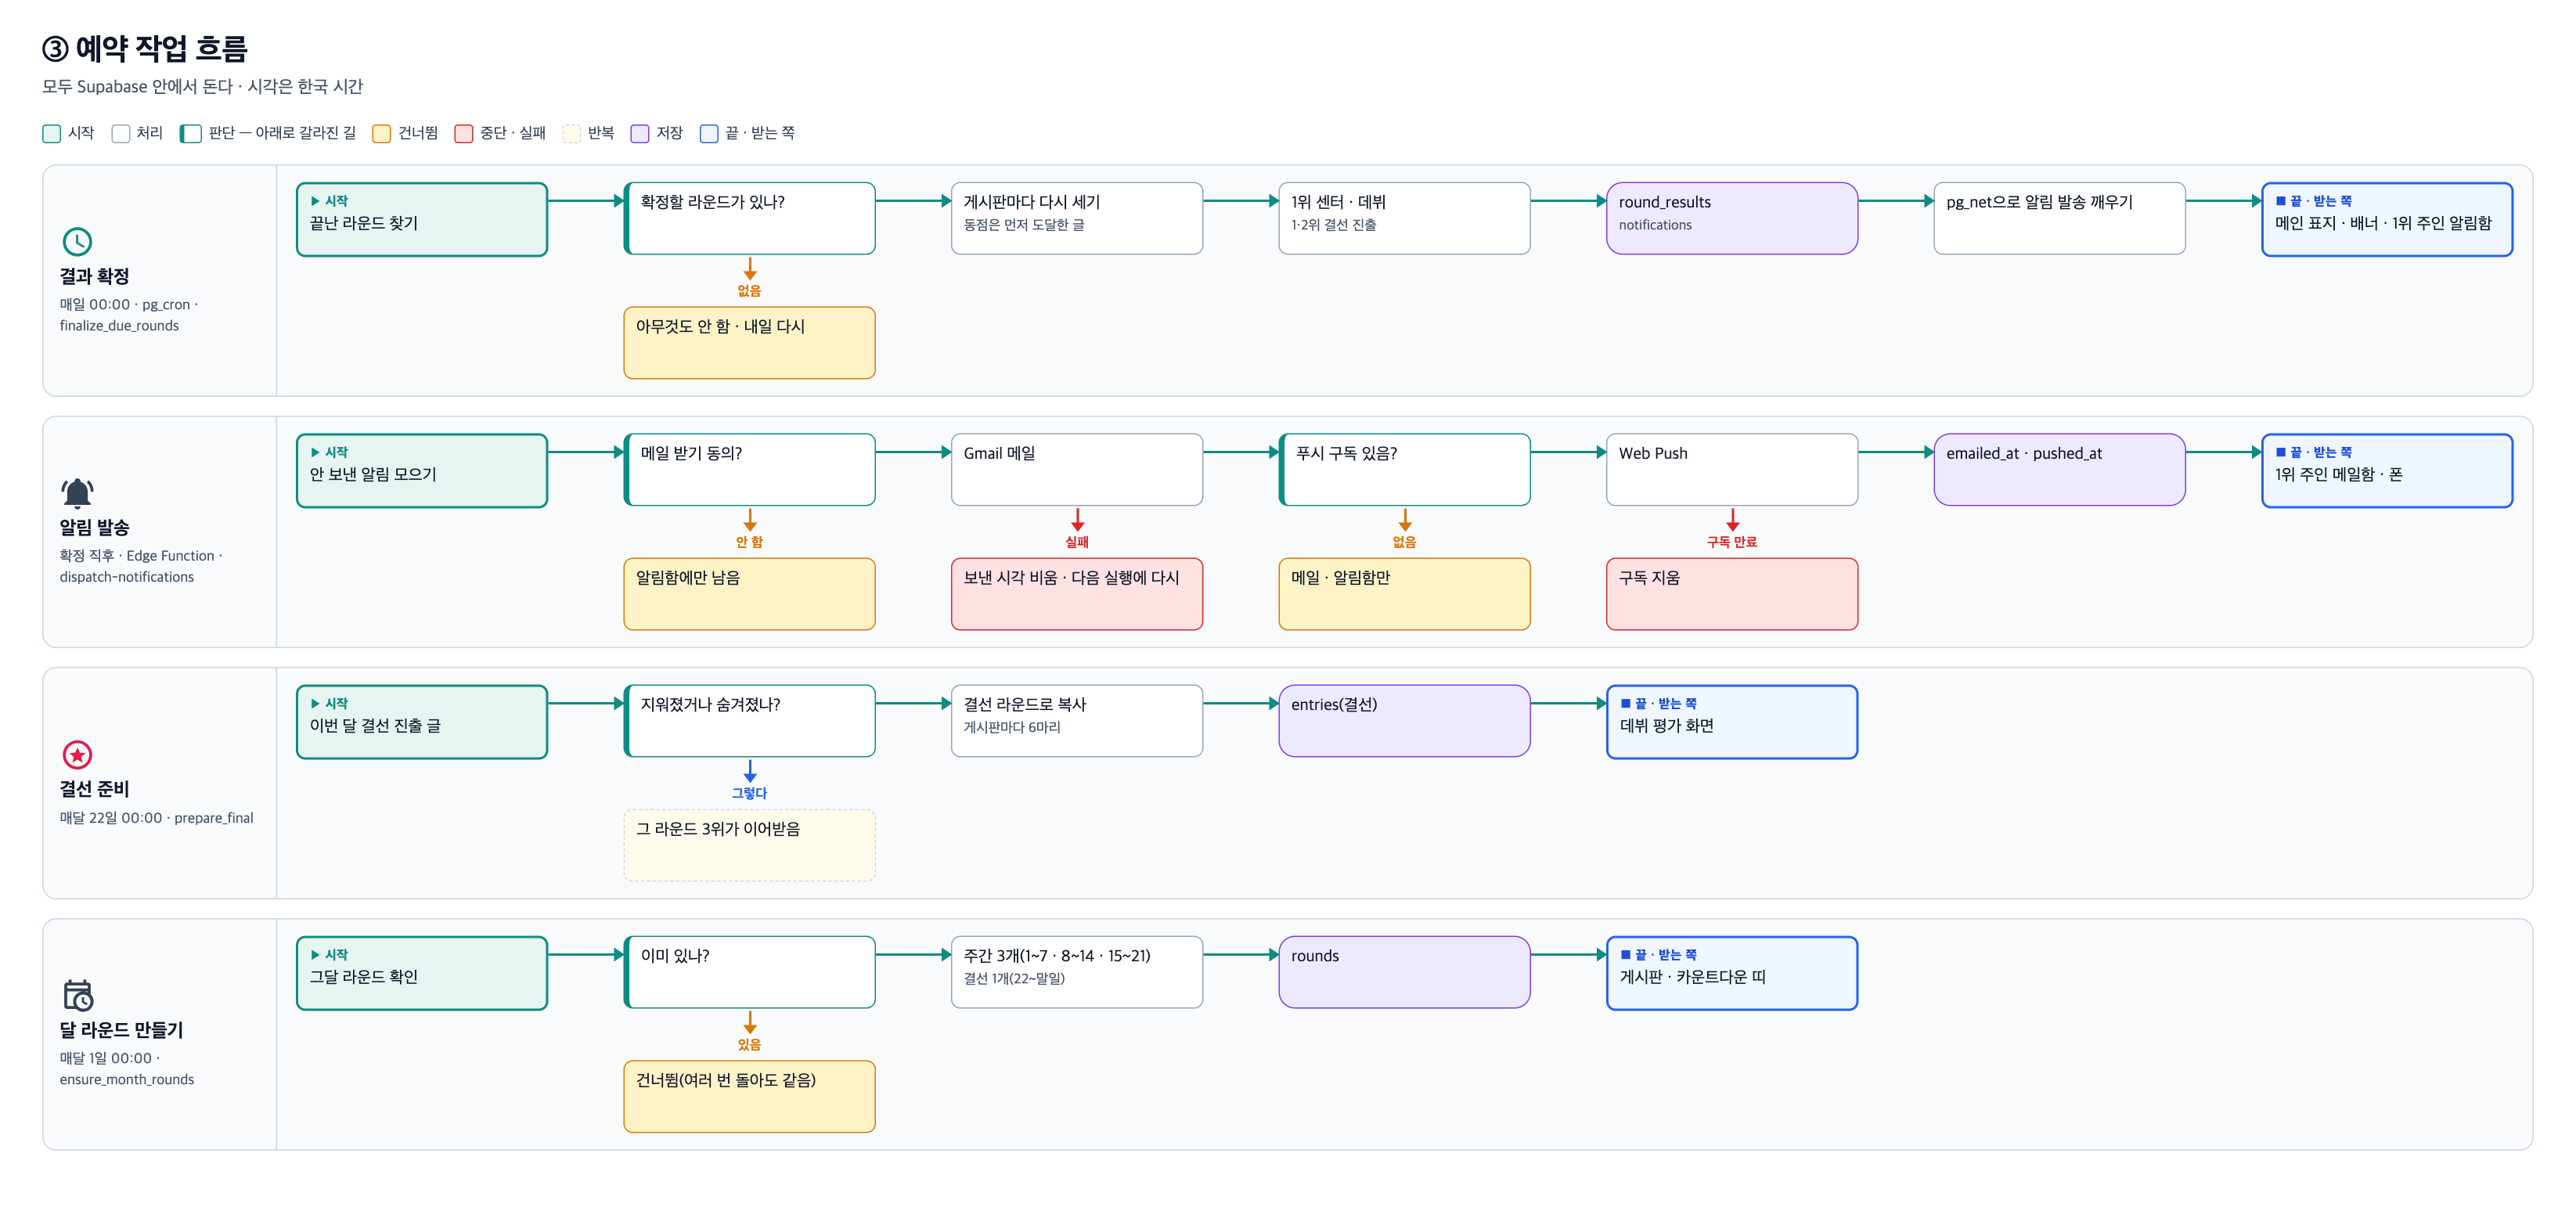 ③ 예약 작업 흐름
모두 Supabase 안에서 돈다 · 시각은 한국 시간
시작
처리
판단 — 아래로 갈라진 길
건너뜀
중단 · 실패
반복
저장
끝 · 받는 쪽
결과 확정
매일 00:00 · pg_cron ·
finalize_due_rounds
▶ 시작
끝난 라운드 찾기
확정할 라운드가 있나?
게시판마다 다시 세기
동점은 먼저 도달한 글
1위 센터 · 데뷔
1·2위 결선 진출
round_results
notifications
pg_net으로 알림 발송 깨우기
■ 끝 · 받는 쪽
메인 표지 · 배너 · 1위 주인 알림함
없음
아무것도 안 함 · 내일 다시
알림 발송
확정 직후 · Edge Function ·
dispatch-notifications
▶ 시작
안 보낸 알림 모으기
메일 받기 동의?
Gmail 메일
푸시 구독 있음?
Web Push
emailed_at · pushed_at
■ 끝 · 받는 쪽
1위 주인 메일함 · 폰
안 함
실패
없음
구독 만료
알림함에만 남음
보낸 시각 비움 · 다음 실행에 다시
메일 · 알림함만
구독 지움
결선 준비
매달 22일 00:00 · prepare_final
▶ 시작
이번 달 결선 진출 글
지워졌거나 숨겨졌나?
결선 라운드로 복사
게시판마다 6마리
entries(결선)
■ 끝 · 받는 쪽
데뷔 평가 화면
그렇다
그 라운드 3위가 이어받음
달 라운드 만들기
매달 1일 00:00 ·
ensure_month_rounds
▶ 시작
그달 라운드 확인
이미 있나?
주간 3개(1~7 · 8~14 · 15~21)
결선 1개(22~말일)
rounds
■ 끝 · 받는 쪽
게시판 · 카운트다운 띠
있음
건너뜀(여러 번 돌아도 같음)